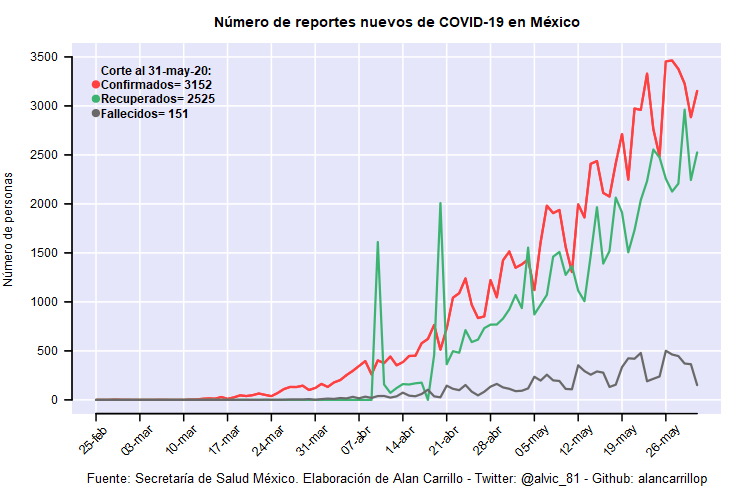 Número de reportes nuevos de COVID-19 en México
Corte al 31-may-20:
Confirmados= 3152
Recuperados= 2525
Fallecidos= 151
Número de personas
3500
3000
2500
2000
1500
1000
500
0
25-feb
03-mar
10-mar
17-mar
24-mar
31-mar
07-abr
14-abr
21-abr
28-abr
05-may
12-may
19-may
26-may
Fuente: Secretaría de Salud México. Elaboración de Alan Carrillo - Twitter: @alvic_81 - Github: alancarrillop